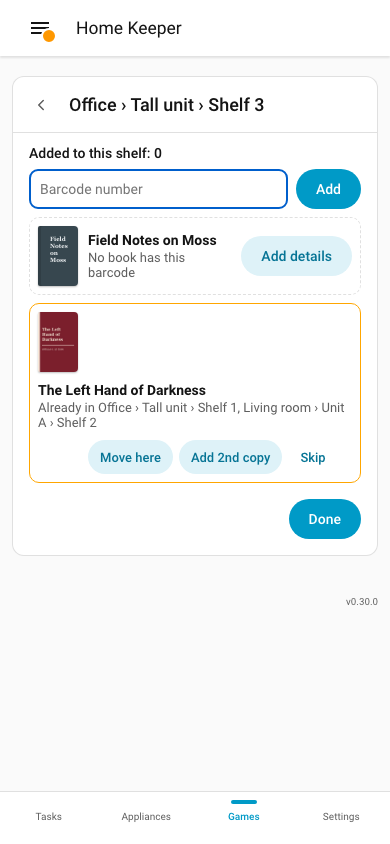 Home Keeper
Office › Tall unit › Shelf 3
Added to this shelf: 0
Barcode number
Add
Field
Notes
on
Moss
Field Notes on Moss
No book has this
barcode
Add details
The Left
Hand of
Darkness
The Left Hand of Darkness
Already in Office › Tall unit › Shelf 1, Living room › Unit
A › Shelf 2
Move here
Add 2nd copy
Skip
Done
v0.30.0
Tasks
Appliances
Games
Settings